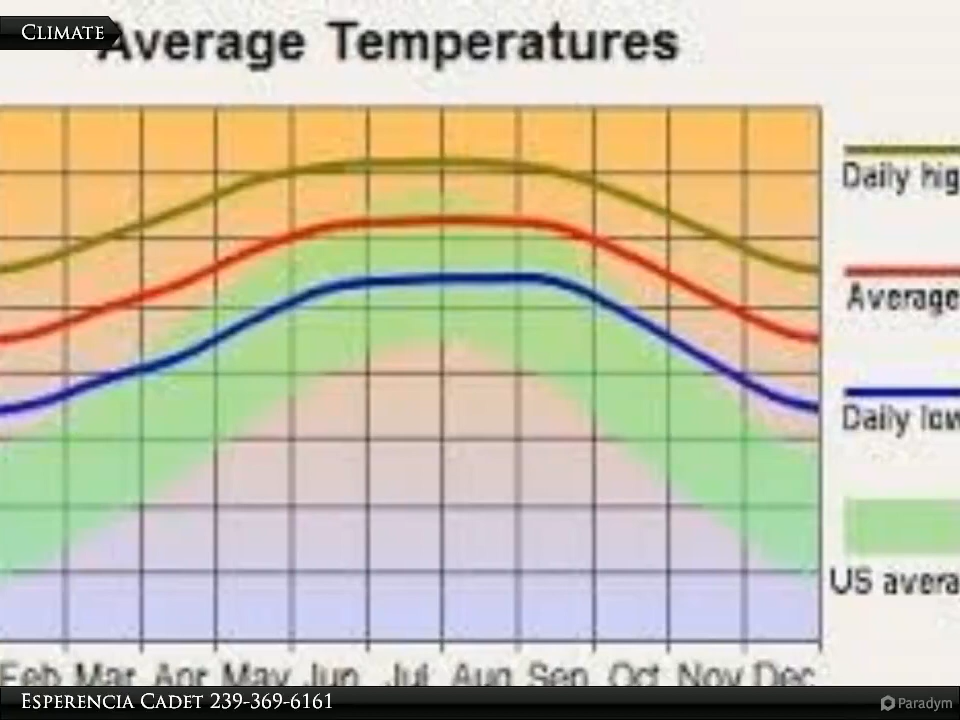 Climate
Average Temperatures
Daily hig
Average
Daily low
US avera
Feb Mar Apr May Jun Jul Aug Sep Oct Nov Dec
Esperencia Cadet 239-369-6161
Paradym